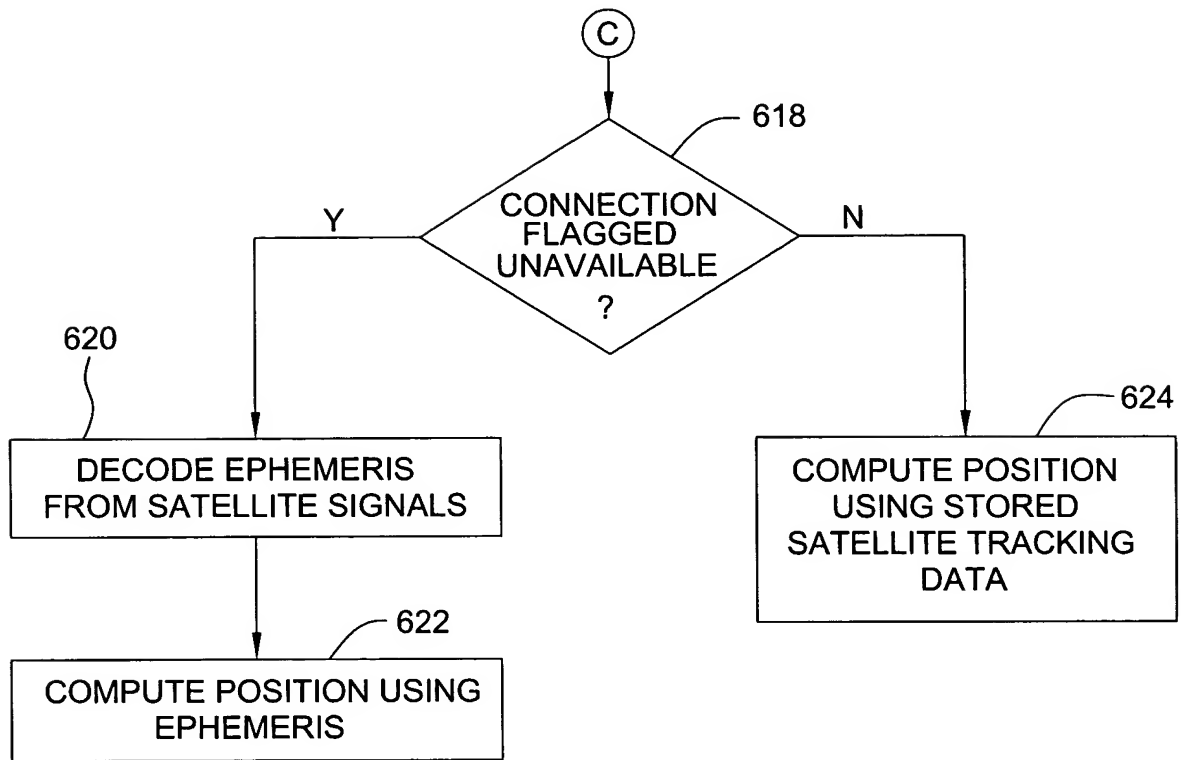 C
618
CONNECTION
FLAGGED
UNAVAILABLE
?
Y
N
620
DECODE EPHEMERIS
FROM SATELLITE SIGNALS
624
COMPUTE POSITION
USING STORED
SATELLITE TRACKING
DATA
622
COMPUTE POSITION USING
EPHEMERIS